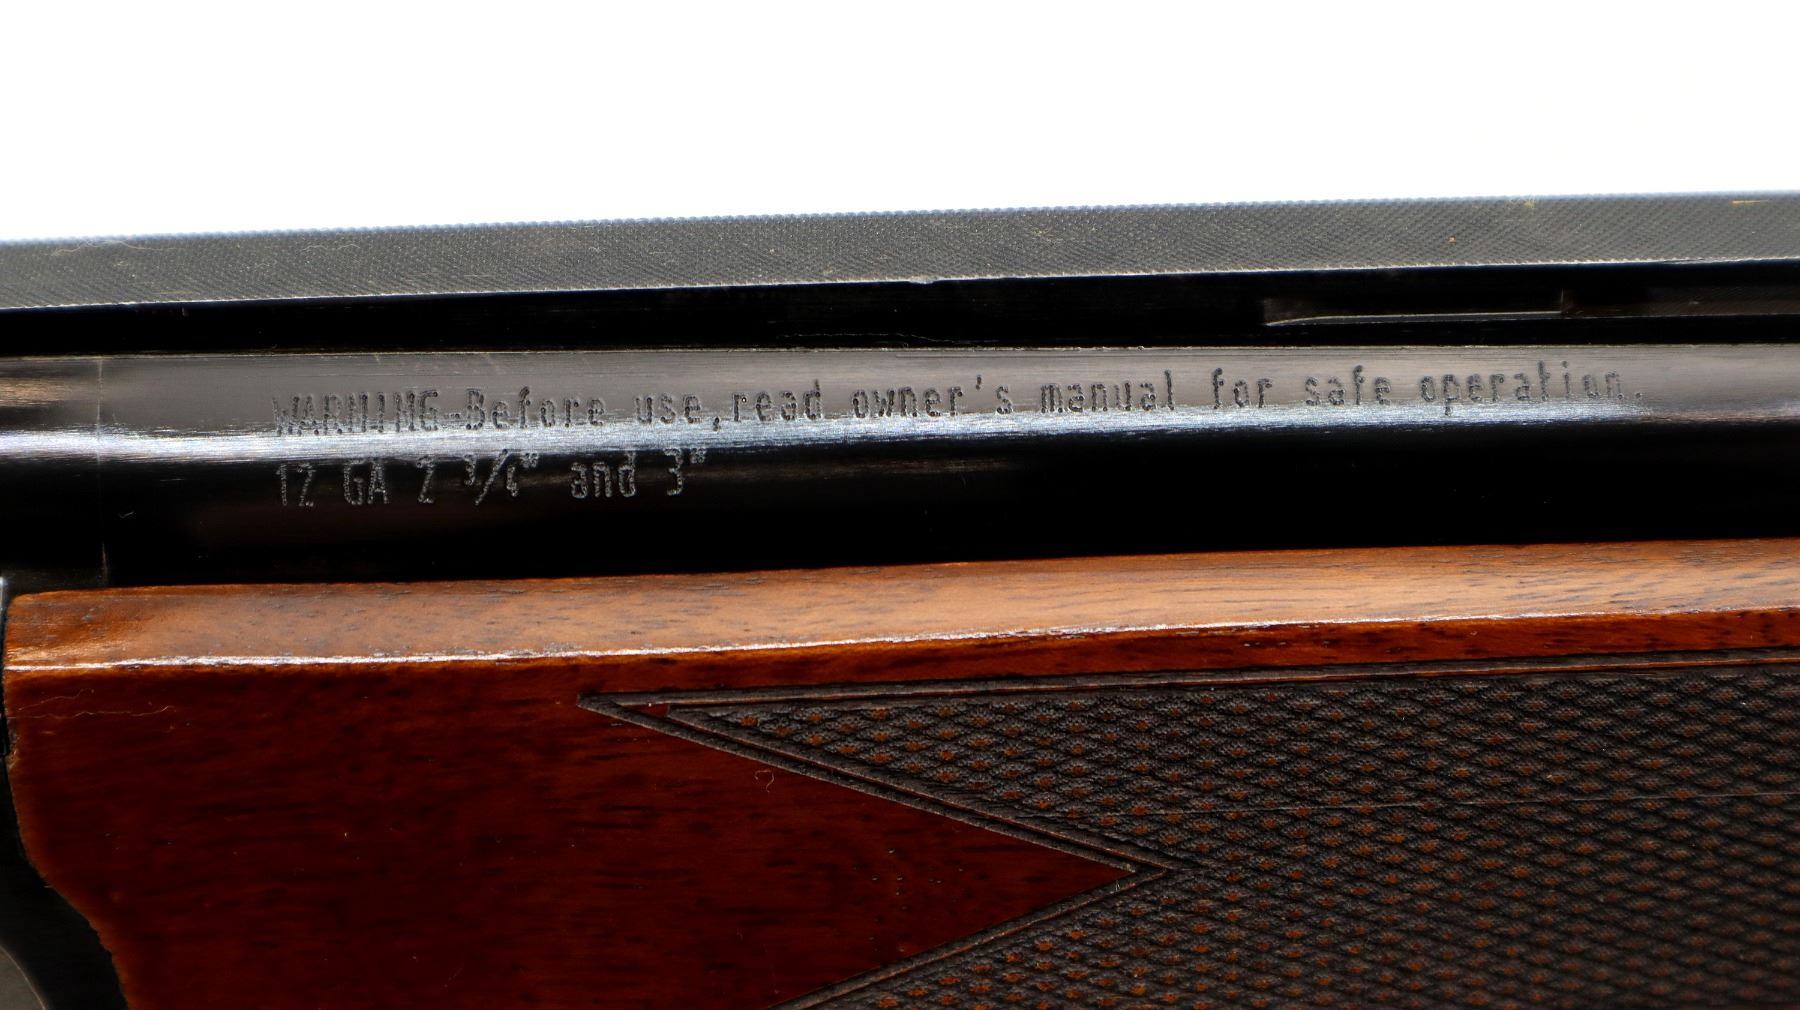 WARNING-Before use,read owner's manual for safe operation.
12 GA 2 3/4" and 3"